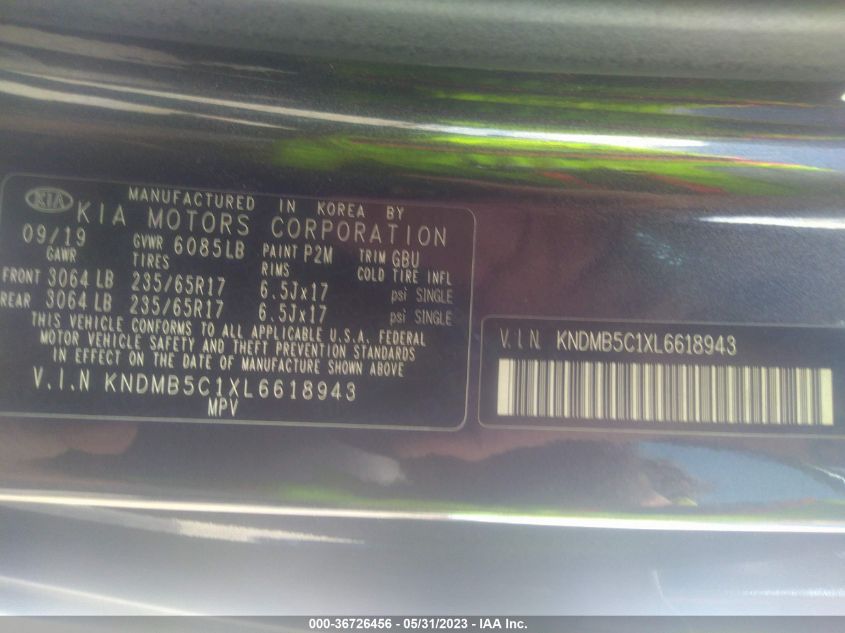 KIA
MANUFACTURED IN KOREA BY
KIA MOTORS CORPORATION
09/19 GVWR 6085LB PAINT P2M TRIM GBU
GAWR TIRES RIMS COLD TIRE INFL
FRONT 3064 LB 235/65R17 6.5Jx17 psi SINGLE
REAR 3064 LB 235/65R17 6.5Jx17 psi SINGLE
THIS VEHICLE CONFORMS TO ALL APPLICABLE U.S.A. FEDERAL
MOTOR VEHICLE SAFETY AND THEFT PREVENTION STANDARDS
IN EFFECT ON THE DATE OF MANUFACTURE SHOWN ABOVE
V.I.N KNDMB5C1XL6618943
MPV
V.I.N. KNDMB5C1XL6618943
000-36726456 - 05/31/2023 - IAA Inc.